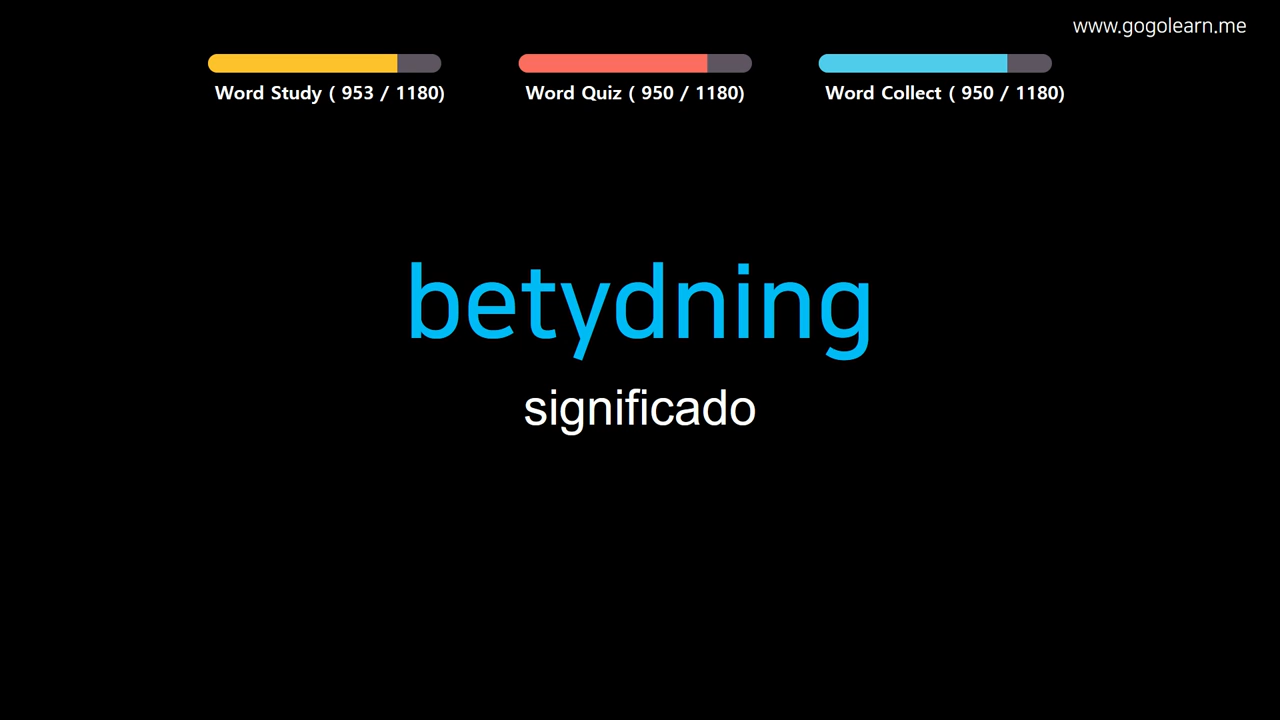 www.gogolearn.me
Word Study ( 953 / 1180)
Word Quiz ( 950 / 1180)
Word Collect ( 950 / 1180)
betydning
significado